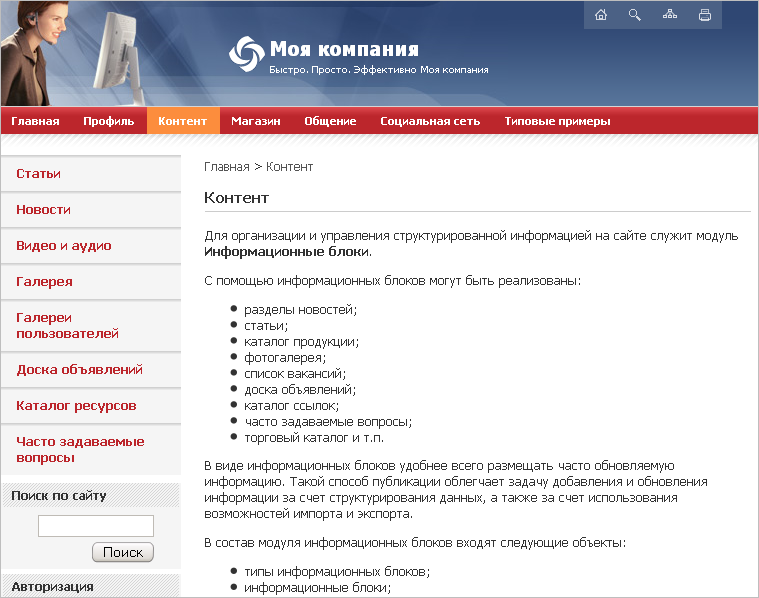 Моя компания
Быстро. Просто. Эффективно Моя компания
Главная Профиль Контент Магазин Общение Социальная сеть Типовые примеры
Статьи
Новости
Видео и аудио
Галерея
Галереи
пользователей
Доска объявлений
Каталог ресурсов
Часто задаваемые
вопросы
Поиск по сайту
Поиск
Авторизация
Главная > Контент
Контент
Для организации и управления структурированной информацией на сайте служит модуль
Информационные блоки.
С помощью информационных блоков могут быть реализованы:
разделы новостей;
статьи;
каталог продукции;
фотогалерея;
список вакансий;
доска объявлений;
каталог ссылок;
часто задаваемые вопросы;
торговый каталог и т.п.
В виде информационных блоков удобнее всего размещать часто обновляемую
информацию. Такой способ публикации облегчает задачу добавления и обновления
информации за счет структурирования данных, а также за счет использования
возможностей импорта и экспорта.
В состав модуля информационных блоков входят следующие объекты:
типы информационных блоков;
информационные блоки;